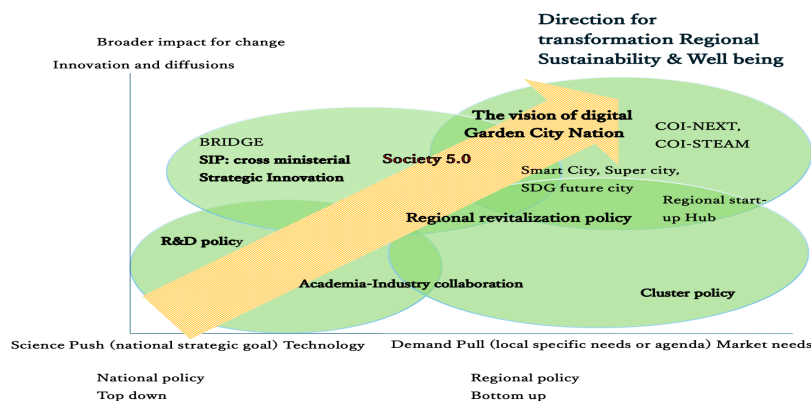 Direction for
transformation Regional
Sustainability & Well being
Broader impact for change
Innovation and diffusions
The vision of digital
Garden City Nation
COI-NEXT,
COI-STEAM
BRIDGE
SIP: cross ministerial
Strategic Innovation
Society 5.0
Smart City, Super city,
SDG future city
Regional start-
up Hub
Regional revitalization policy
R&D policy
Academia-Industry collaboration
Cluster policy
Science Push (national strategic goal) Technology
Demand Pull (local specific needs or agenda) Market needs
National policy
Top down
Regional policy
Bottom up